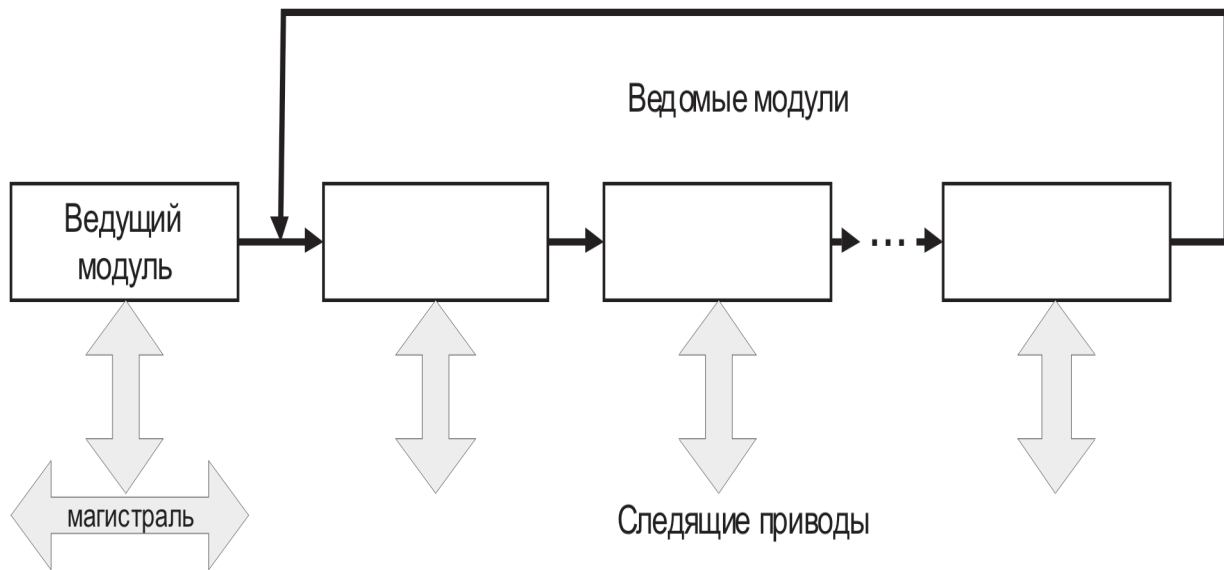 Ведомые модули
Ведущий
модуль
...
магистраль
Следящие приводы